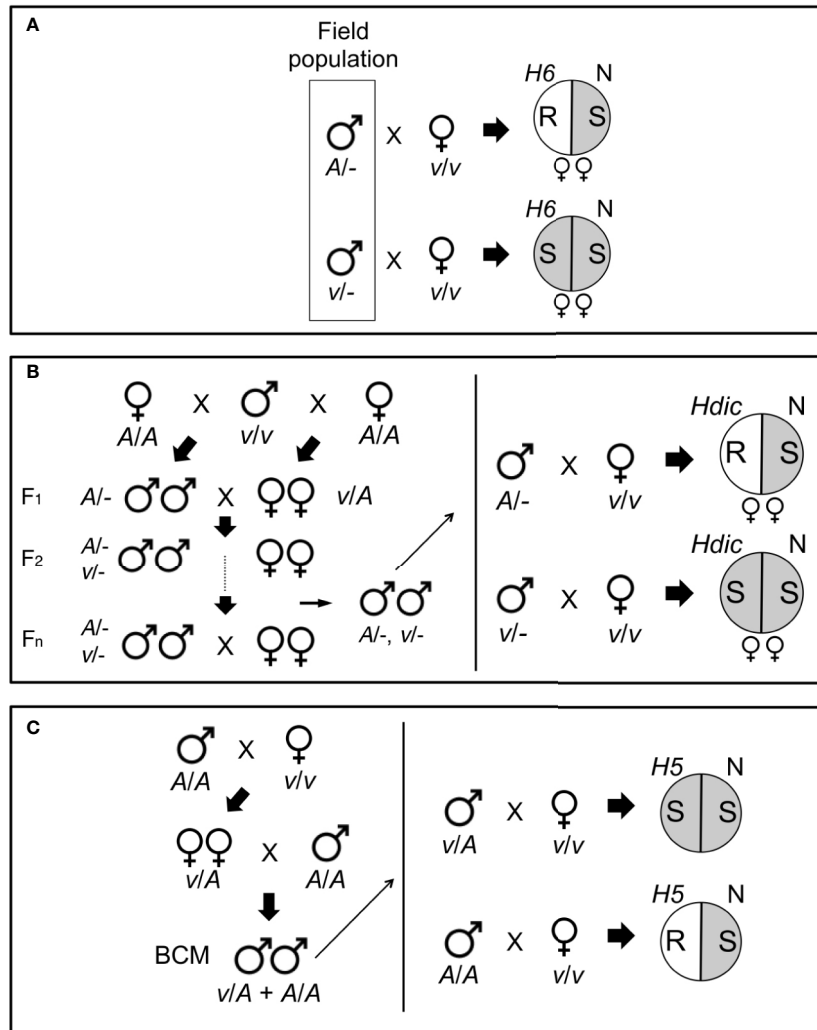 A
Field
population
H6 N
R S
X
A/- v/v
H6 N
S S
X
v/- v/v
B
X X
A/A v/v A/A
F1 A/- X v/A
F2 A/-
v/-
Fn A/-
v/- X
A/-, v/-
Hdic N
R S
X
A/- v/v
Hdic N
S S
X
v/- v/v
C
X
A/A v/v
X
v/A A/A
BCM
v/A + A/A
H5 N
S S
X
v/A v/v
H5 N
R S
X
A/A v/v